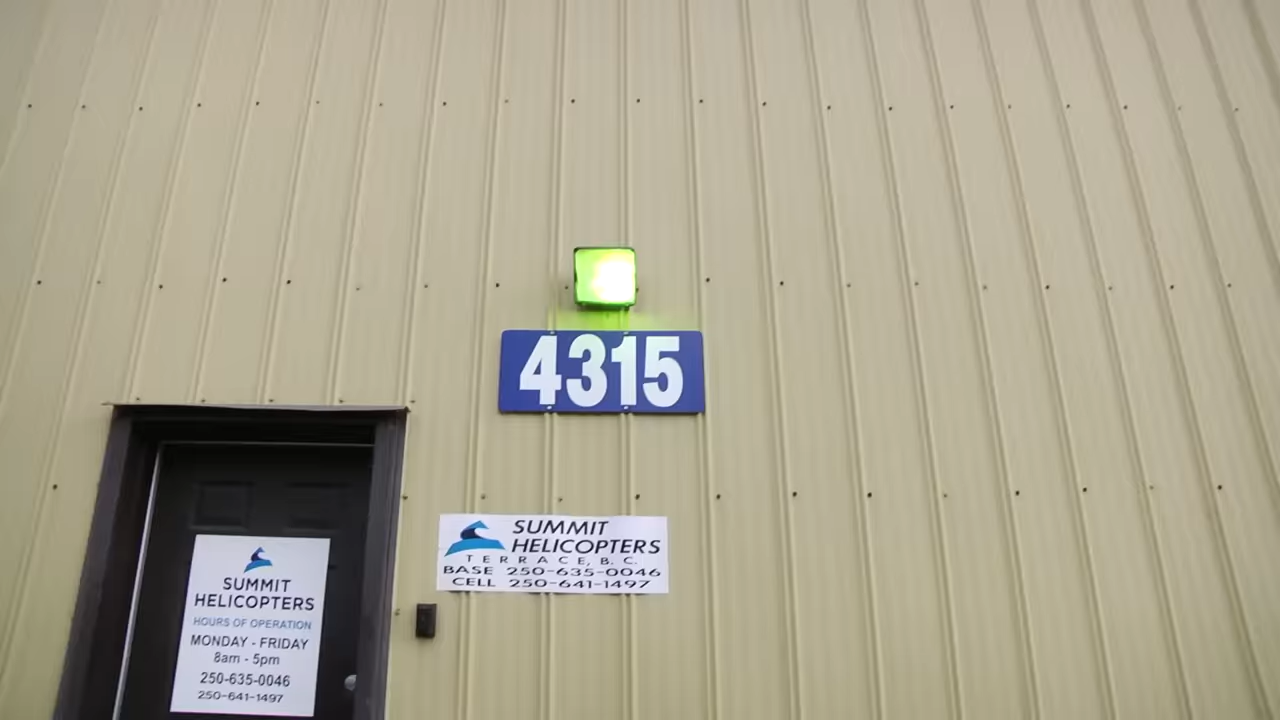 4315
SUMMIT
HELICOPTERS
TERRACE, B.C.
BASE 250-635-0046
CELL 250-641-1497
SUMMIT
HELICOPTERS
HOURS OF OPERATION
MONDAY - FRIDAY
8am - 5pm
250-635-0046
250-641-1497